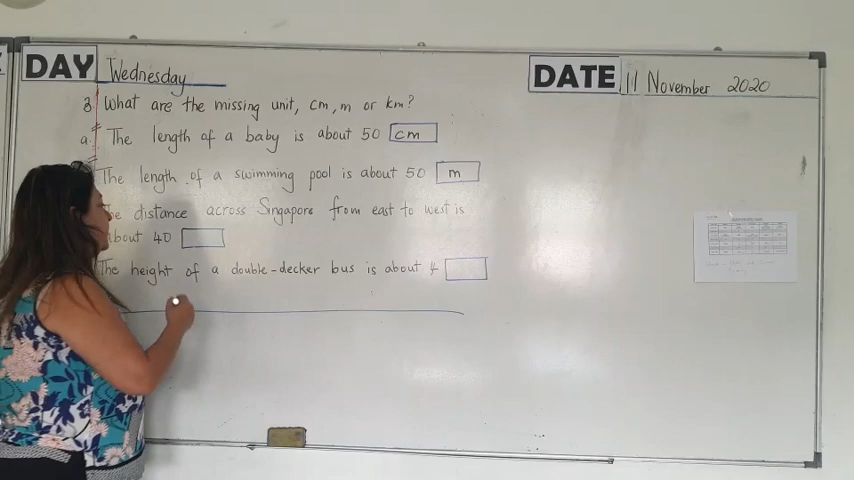 DAY Wednesday DATE 11 November 2020
8. What are the missing unit, cm, m or km?
a. The length of a baby is about 50 cm
The length of a swimming pool is about 50 m
distance across Singapore from east to west is
about 40
The height of a double-decker bus is about 4